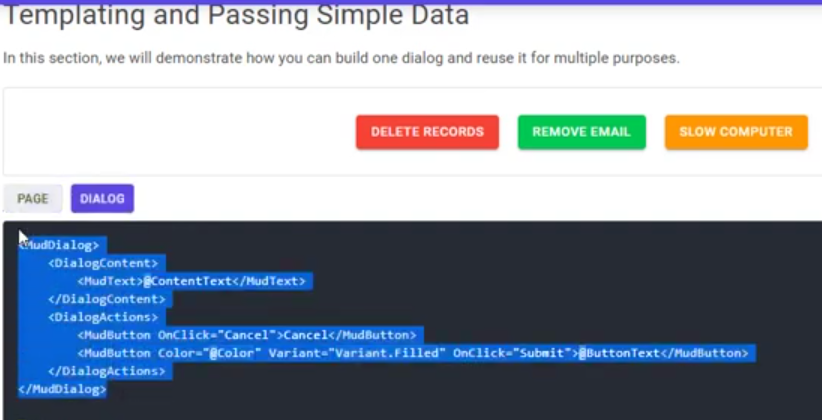 Templating and Passing Simple Data
In this section, we will demonstrate how you can build one dialog and reuse it for multiple purposes.
DELETE RECORDS REMOVE EMAIL SLOW COMPUTER
PAGE DIALOG
<MudDialog>
    <DialogContent>
        <MudText>@ContentText</MudText>
    </DialogContent>
    <DialogActions>
        <MudButton OnClick="Cancel">Cancel</MudButton>
        <MudButton Color="@Color" Variant="Variant.Filled" OnClick="Submit">@ButtonText</MudButton>
    </DialogActions>
</MudDialog>